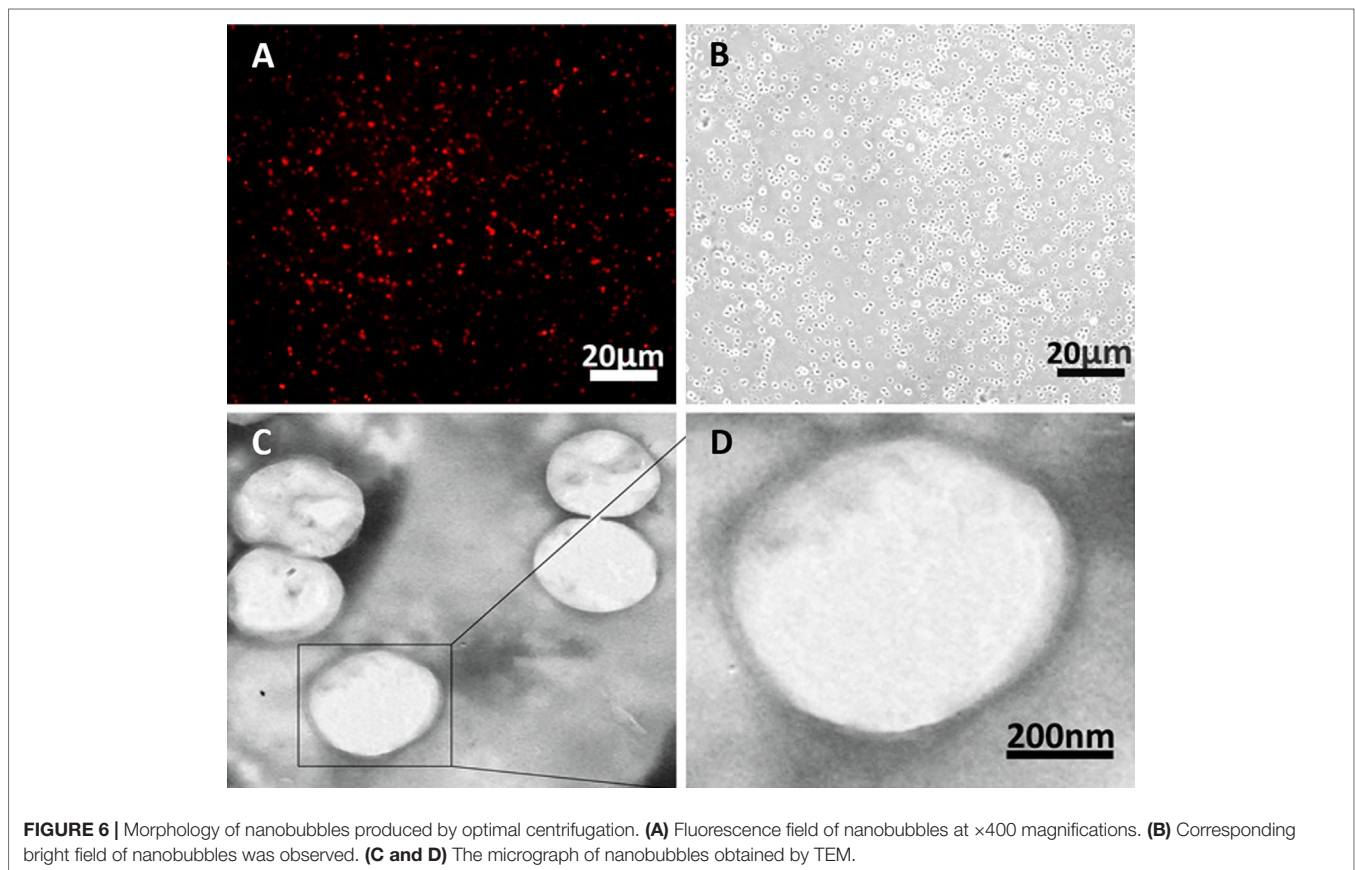 A
B
20μm
20μm
C
D
200nm
FIGURE 6 | Morphology of nanobubbles produced by optimal centrifugation. (A) Fluorescence field of nanobubbles at ×400 magnifications. (B) Corresponding
bright field of nanobubbles was observed. (C and D) The micrograph of nanobubbles obtained by TEM.